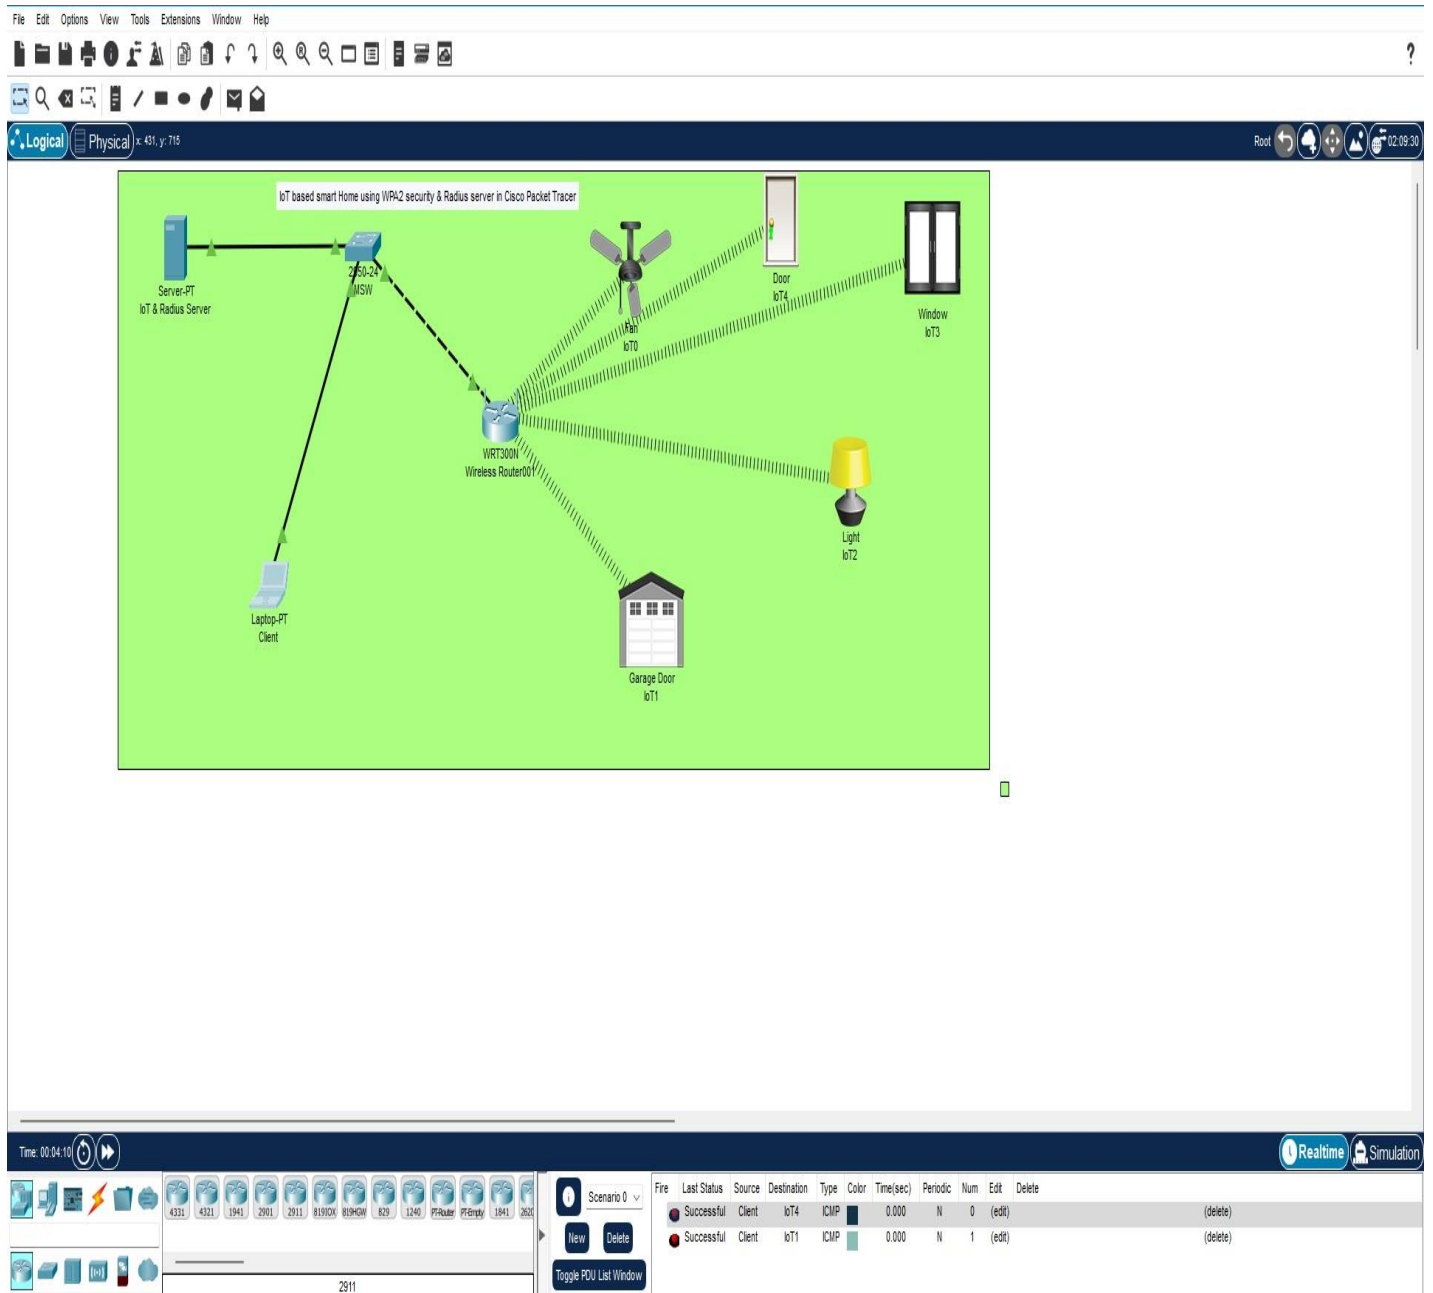 File Edit Options View Tools Extensions Window Help
?
Logical Physical x: 431, y: 715 Root 02:09:30
IoT based smart Home using WPA2 security & Radius server in Cisco Packet Tracer
Server-PT
IoT & Radius Server
2950-24
MSW
Fan
IoT0
Door
IoT4
Window
IoT3
WRT300N
Wireless Router001
Light
IoT2
Laptop-PT
Client
Garage Door
IoT1
Time: 00:04:10 Realtime Simulation
4331 4321 1941 2901 2911 819IOX 819HGW 829 1240 PT-Router PT-Empty 1841 2620
2911
Scenario 0
New Delete
Toggle PDU List Window
Fire Last Status Source Destination Type Color Time(sec) Periodic Num Edit Delete
Successful Client IoT4 ICMP 0.000 N 0 (edit) (delete)
Successful Client IoT1 ICMP 0.000 N 1 (edit) (delete)